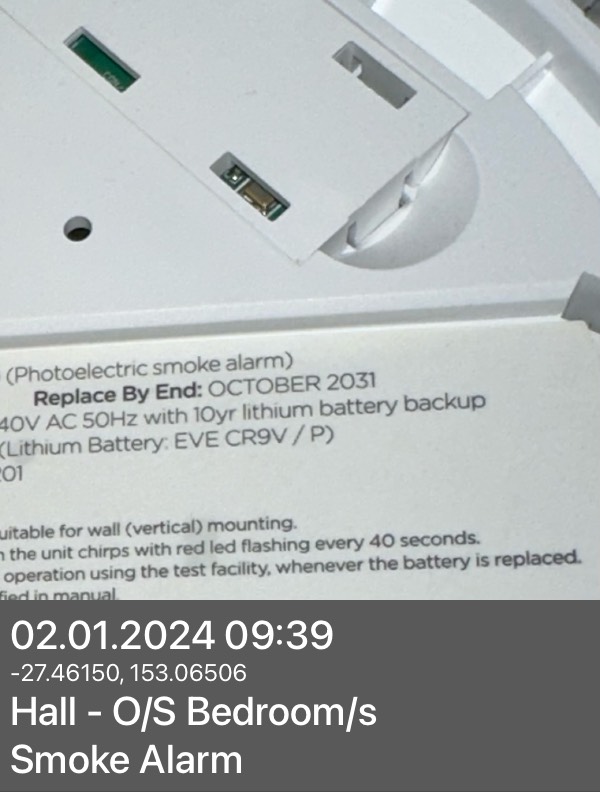 (Photoelectric smoke alarm)
Replace By End: OCTOBER 2031
40V AC 50Hz with 10yr lithium battery backup
(Lithium Battery: EVE CR9V / P)
01
uitable for wall (vertical) mounting.
the unit chirps with red led flashing every 40 seconds.
operation using the test facility, whenever the battery is replaced.
in manual.
02.01.2024 09:39
-27.46150, 153.06506
Hall - O/S Bedroom/s
Smoke Alarm